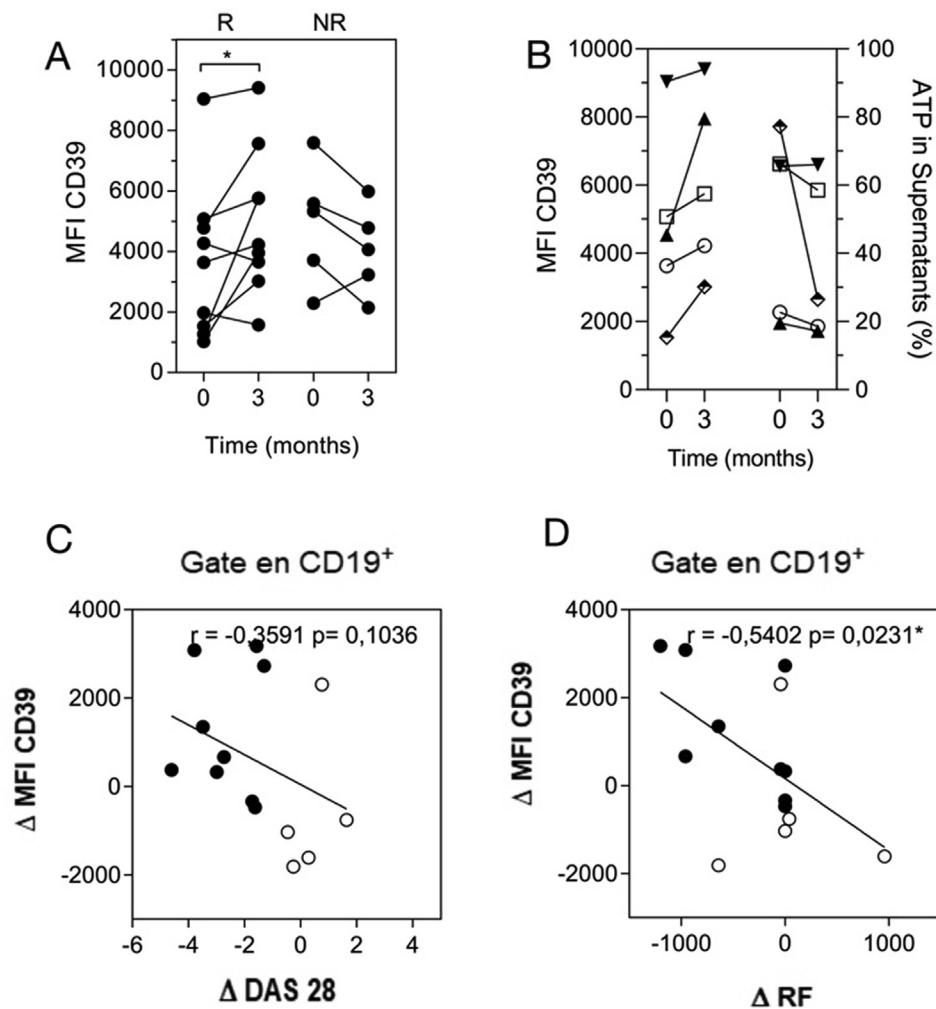 A
R NR
*
10000
8000
6000
4000
2000
0
MFI CD39
0 3 0 3
Time (months)
B
10000
8000
6000
4000
2000
0
MFI CD39
100
80
60
40
20
0
ATP in Supernatants (%)
0 3 0 3
Time (months)
C
Gate en CD19+
r = -0,3591 p= 0,1036
4000
2000
0
-2000
Δ MFI CD39
-6 -4 -2 0 2 4
Δ DAS 28
D
Gate en CD19+
r = -0,5402 p= 0,0231*
4000
2000
0
-2000
Δ MFI CD39
-1000 0 1000
Δ RF